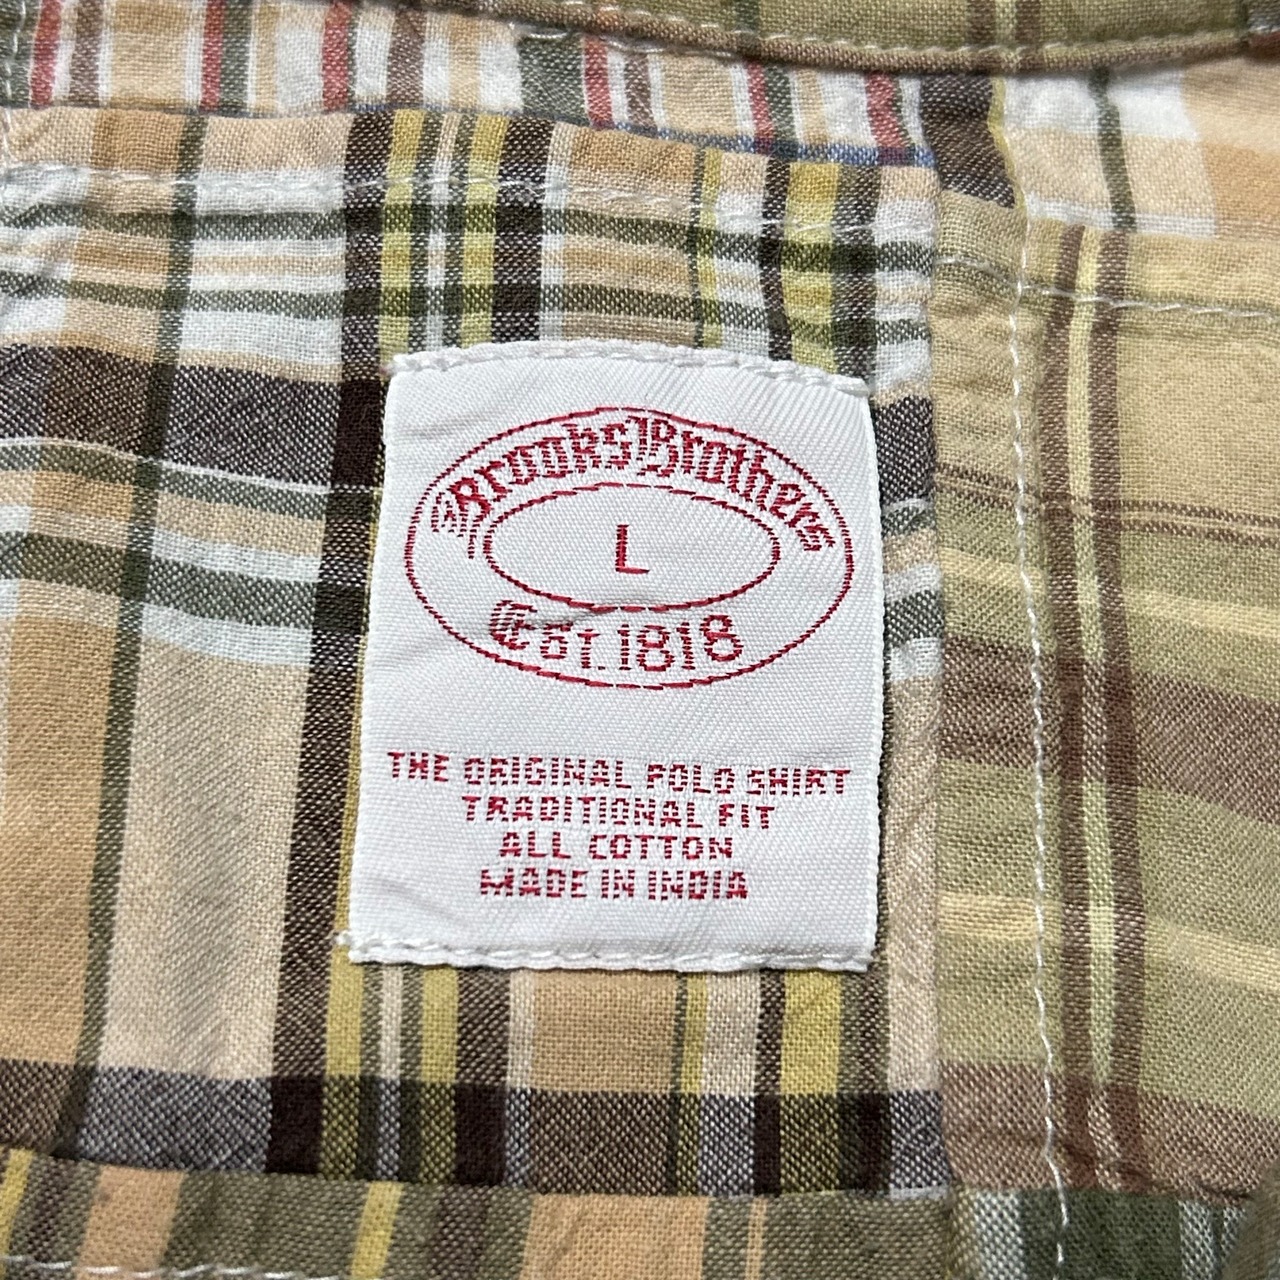 Brooks Brothers
L
Est. 1818
THE ORIGINAL POLO SHIRT
TRADITIONAL FIT
ALL COTTON
MADE IN INDIA